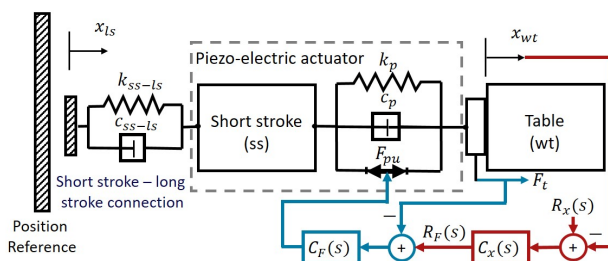 x_ls
x_wt
Piezo-electric actuator
k_ss-ls
k_p
c_ss-ls
c_p
Short stroke
(ss)
Table
(wt)
F_pu
Short stroke – long
stroke connection
F_t
Position
Reference
−
R_x(s)
C_F(s)
+
R_F(s)
C_x(s)
+
−